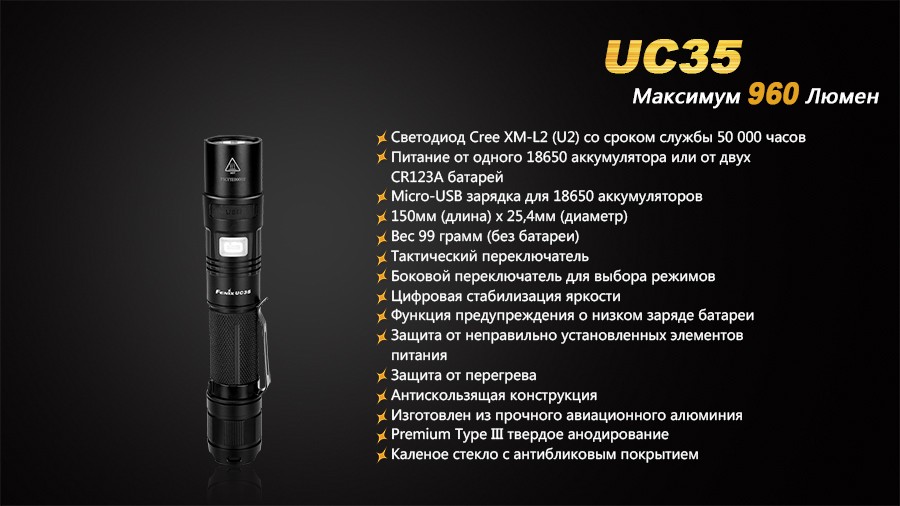 UC35
Максимум 960 Люмен
Светодиод Cree XM-L2 (U2) со сроком службы 50 000 часов
Питание от одного 18650 аккумулятора или от двух
CR123A батарей
Micro-USB зарядка для 18650 аккумуляторов
150мм (длина) x 25,4мм (диаметр)
Вес 99 грамм (без батареи)
Тактический переключатель
Боковой переключатель для выбора режимов
Цифровая стабилизация яркости
Функция предупреждения о низком заряде батареи
Защита от неправильно установленных элементов
питания
Защита от перегрева
Антискользящая конструкция
Изготовлен из прочного авиационного алюминия
Premium Type III твердое анодирование
Каленое стекло с антибликовым покрытием
USB
Fenix UC35